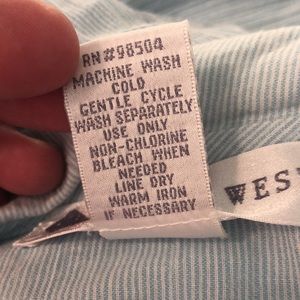 RN#98504
MACHINE WASH
COLD
GENTLE CYCLE
WASH SEPARATELY
USE ONLY
NON-CHLORINE
BLEACH WHEN
NEEDED
LINE DRY
WARM IRON
IF NECESSARY
WEST